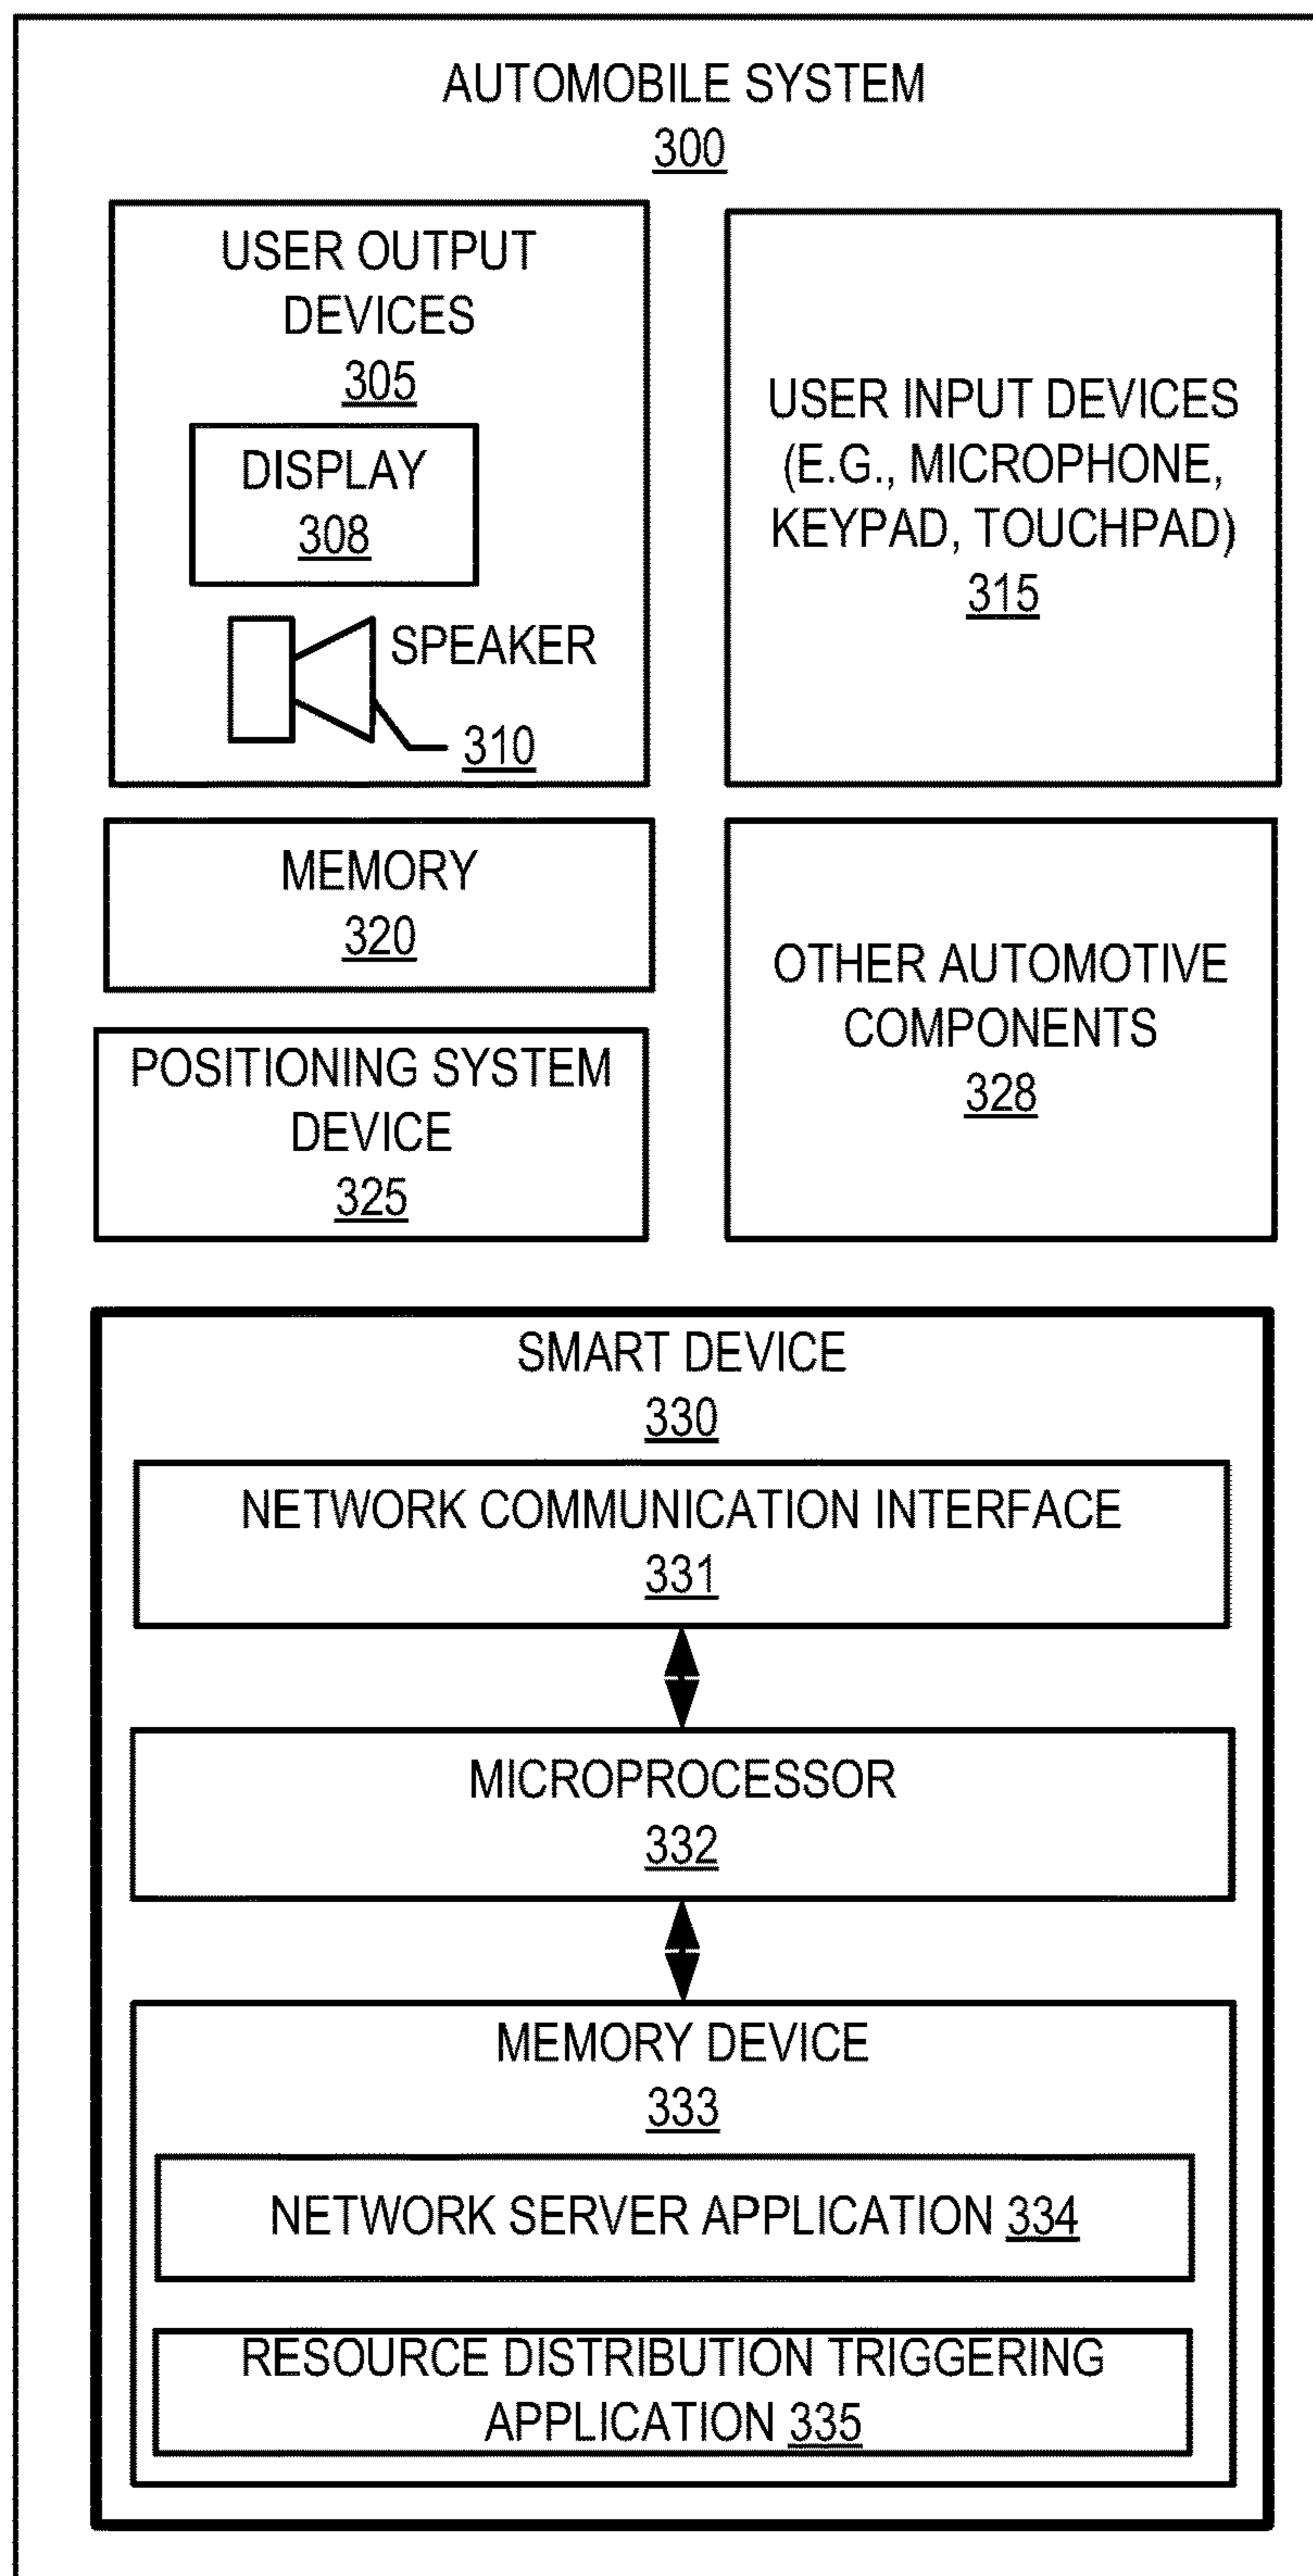 AUTOMOBILE SYSTEM
300
USER OUTPUT
DEVICES
305
DISPLAY
308
SPEAKER
310
USER INPUT DEVICES
(E.G., MICROPHONE,
KEYPAD, TOUCHPAD)
315
MEMORY
320
OTHER AUTOMOTIVE
COMPONENTS
328
POSITIONING SYSTEM
DEVICE
325
SMART DEVICE
330
NETWORK COMMUNICATION INTERFACE
331
MICROPROCESSOR
332
MEMORY DEVICE
333
NETWORK SERVER APPLICATION 334
RESOURCE DISTRIBUTION TRIGGERING
APPLICATION 335